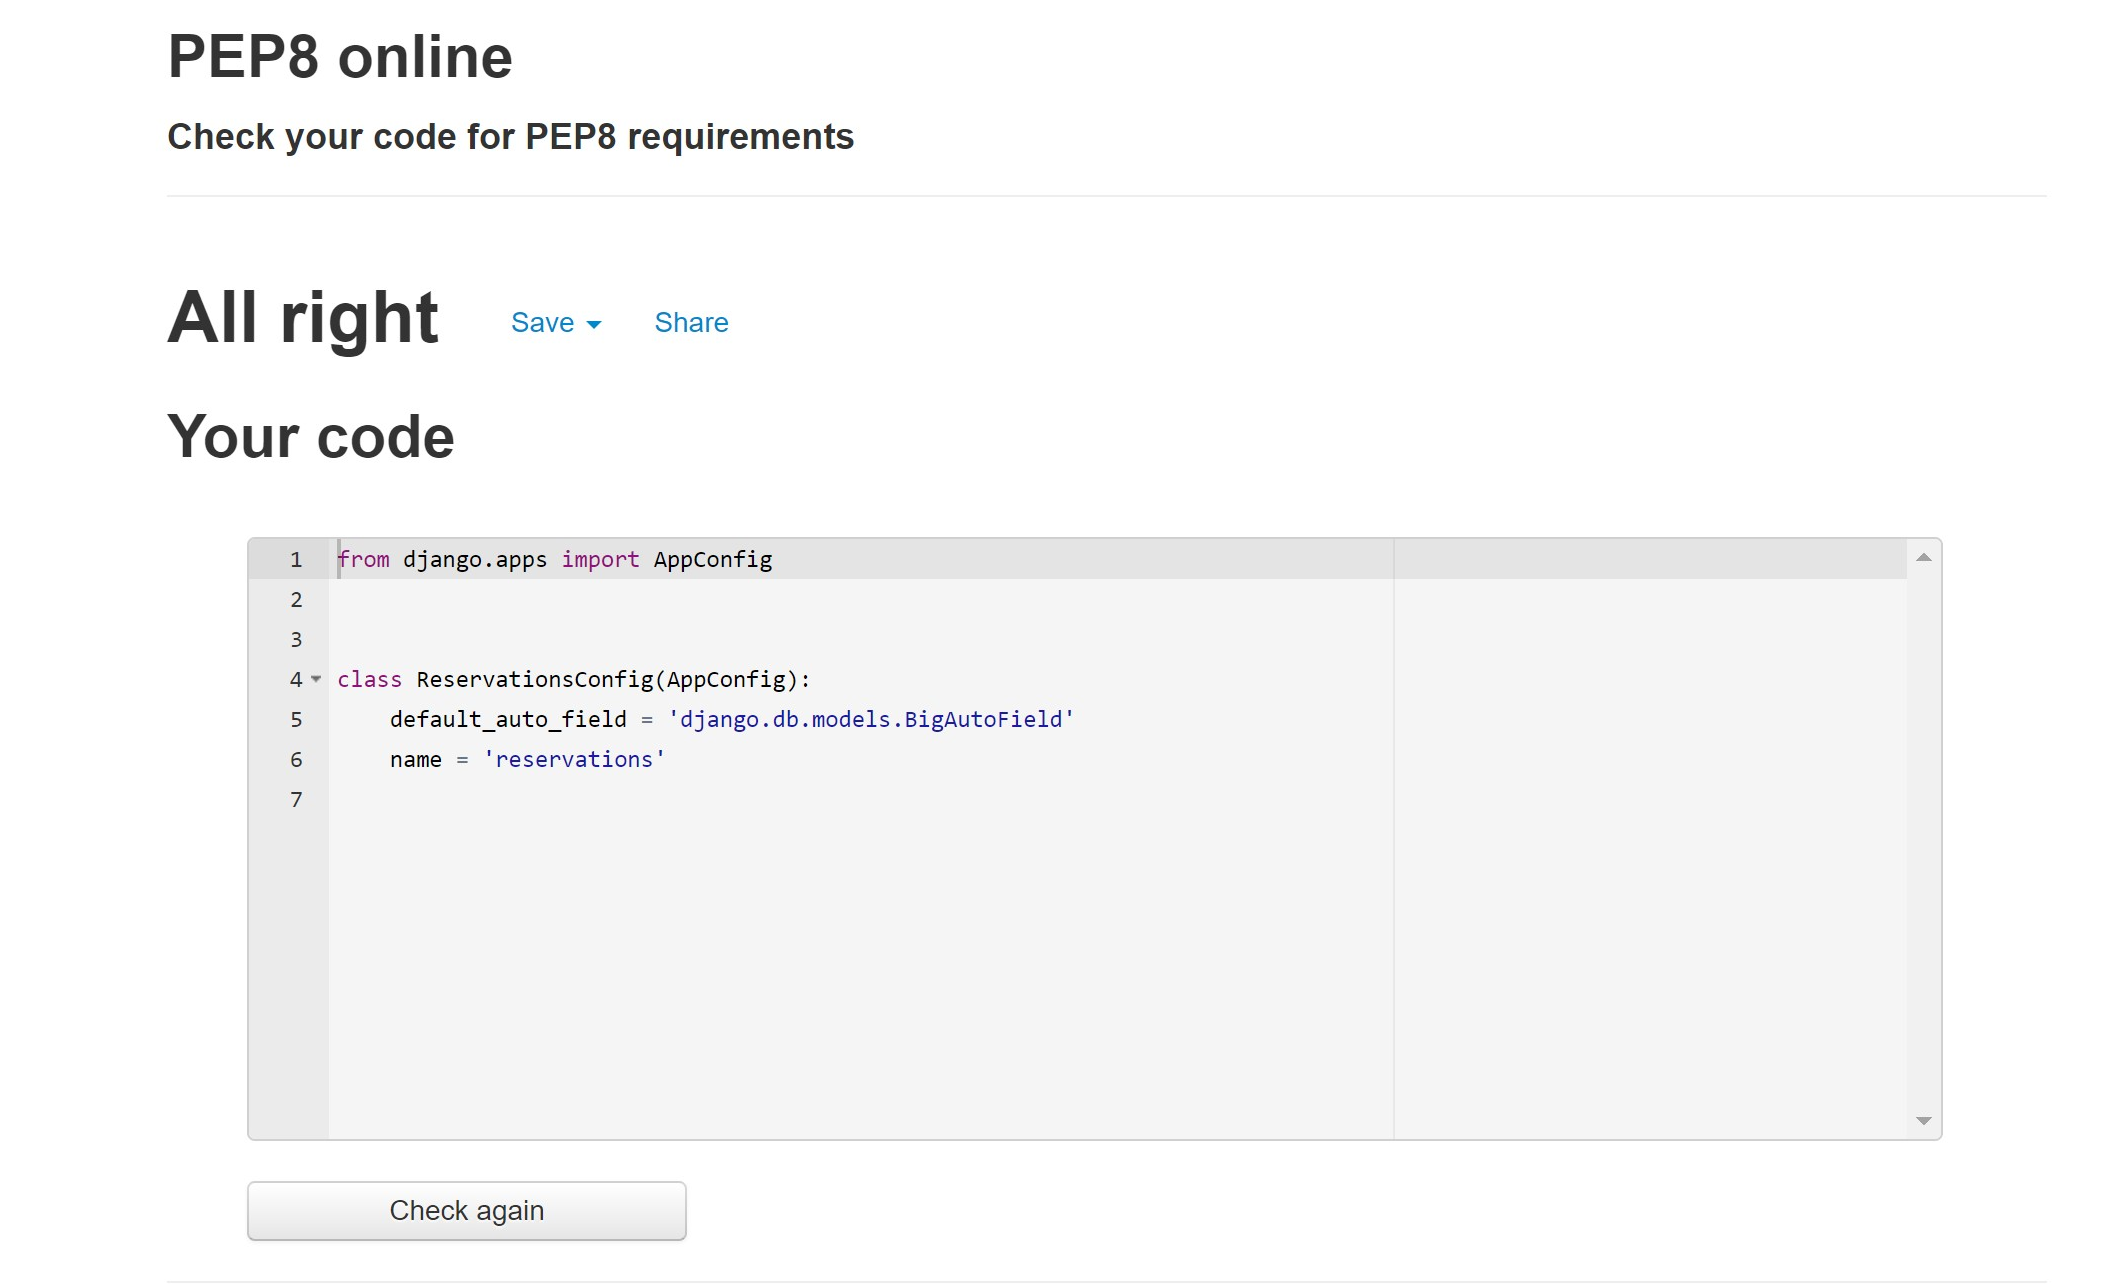 PEP8 online
Check your code for PEP8 requirements
All right Save Share
Your code
1 from django.apps import AppConfig
2
3
4 class ReservationsConfig(AppConfig):
5     default_auto_field = 'django.db.models.BigAutoField'
6     name = 'reservations'
7
Check again